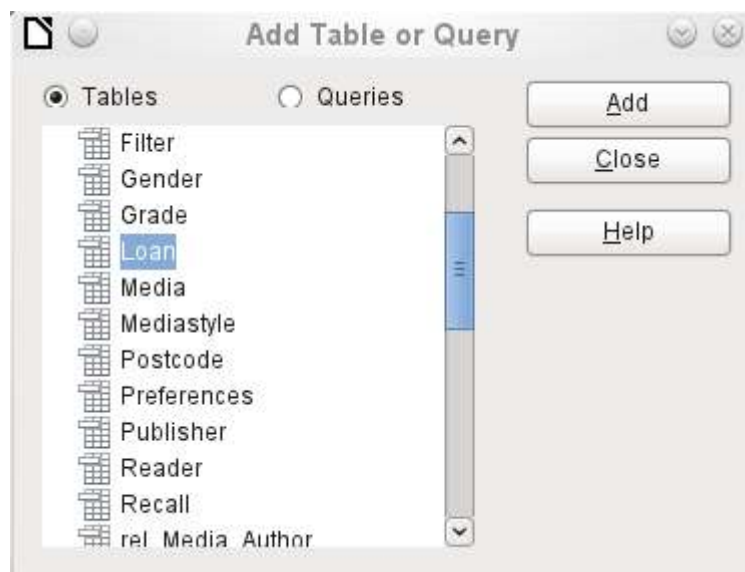 Add Table or Query
Tables
Queries
Add
Filter
Gender
Close
Grade
Help
Loan
Media
Mediastyle
Postcode
Preferences
Publisher
Reader
Recall
rel_Media_Author